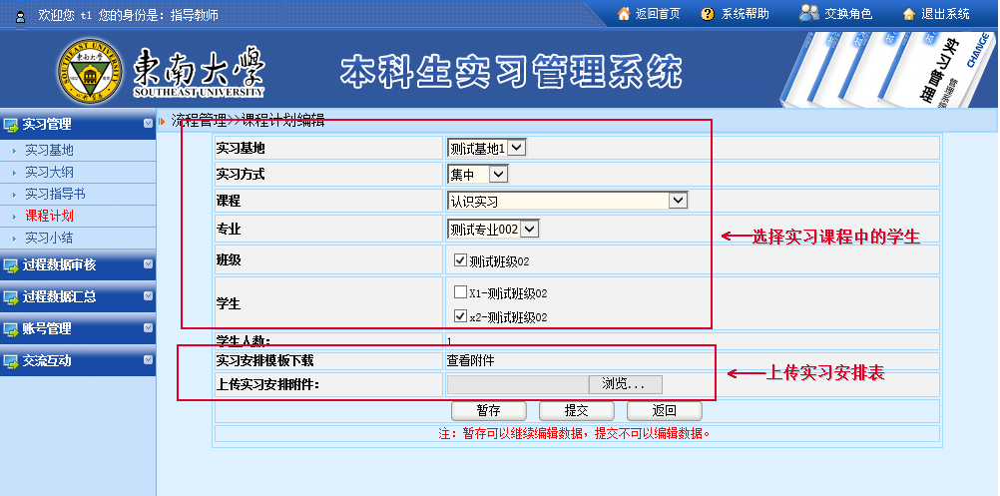 欢迎您 t1 您的身份是: 指导教师
返回首页 系统帮助 交换角色 退出系统
東南大學
SOUTHEAST UNIVERSITY
本科生实习管理系统
CHANGE
实习管理
实习管理
实习基地
实习大纲
实习指导书
课程计划
实习小结
过程数据审核
过程数据汇总
账号管理
交流互动
流程管理>>课程计划编辑
实习基地 测试基地1
实习方式 集中
课程 认识实习
专业 测试专业002
班级 测试班级02
学生 X1-测试班级02
x2-测试班级02
学生人数: 1
实习安排模板下载 查看附件
上传实习安排附件: 浏览...
暂存 提交 返回
注: 暂存可以继续编辑数据, 提交不可以编辑数据。
选择实习课程中的学生
上传实习安排表